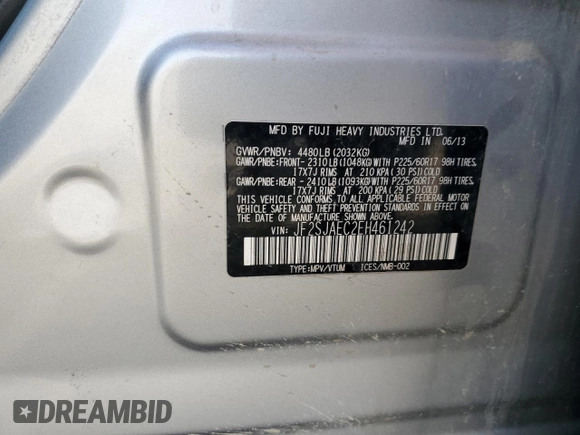 MFD BY FUJI HEAVY INDUSTRIES LTD.
MFD IN 06/13
GVWR/PNBV: 4480LB (2032KG)
GAWR/PNBE:FRONT- 2310LB (1048KG)WITH P225/60R17 98H TIRES,
17X7J RIMS AT 210 KPA ( 30 PSI)COLD
GAWR/PNBE:REAR - 2410LB (1093KG)WITH P225/60R17 98H TIRES,
17X7J RIMS AT 200 KPA ( 29 PSI)COLD
THIS VEHICLE CONFORMS TO ALL APPLICABLE FEDERAL MOTOR
VEHICLE SAFETY AND BUMPER STANDARDS IN EFFECT ON THE
DATE OF MANUFACTURE SHOWN ABOVE.
VIN: JF2SJAEC2EH461242
TYPE:MPV/VTUM ICES/NMB-002
DREAMBID